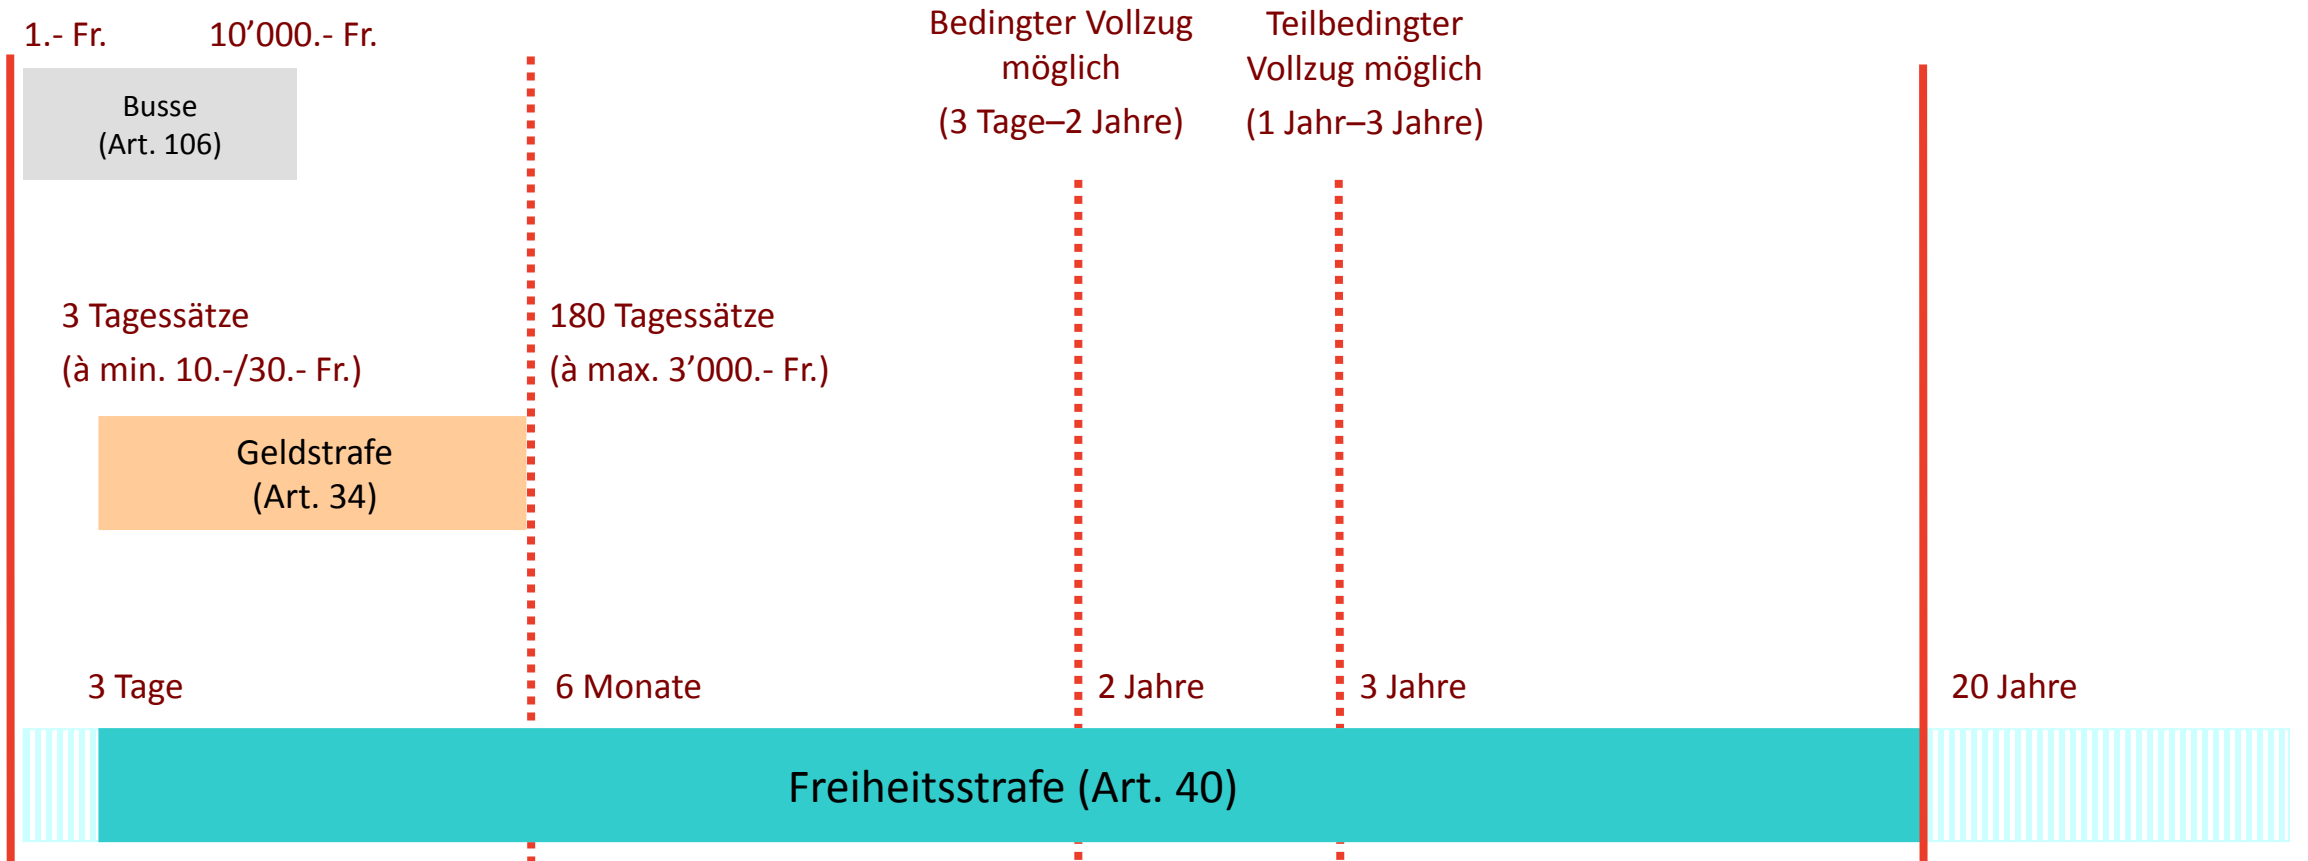 1.- Fr.
10’000.- Fr.
Busse
(Art. 106)
Bedingter Vollzug
möglich
(3 Tage–2 Jahre)
Teilbedingter
Vollzug möglich
(1 Jahr–3 Jahre)
3 Tagessätze
(à min. 10.-/30.- Fr.)
180 Tagessätze
(à max. 3’000.- Fr.)
Geldstrafe
(Art. 34)
3 Tage
6 Monate
2 Jahre
3 Jahre
20 Jahre
Freiheitsstrafe (Art. 40)